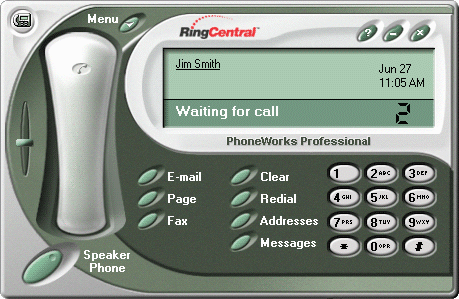 Menu
RingCentral™
? – ×
Jim Smith
Jun 27
11:05 AM
Waiting for call
2
PhoneWorks Professional
E-mail
Page
Fax
Clear
Redial
Addresses
Messages
1 2 ABC 3 DEF
4 GHI 5 JKL 6 MNO
7 PRS 8 TUV 9 WXY
* 0 OPR #
Speaker
Phone